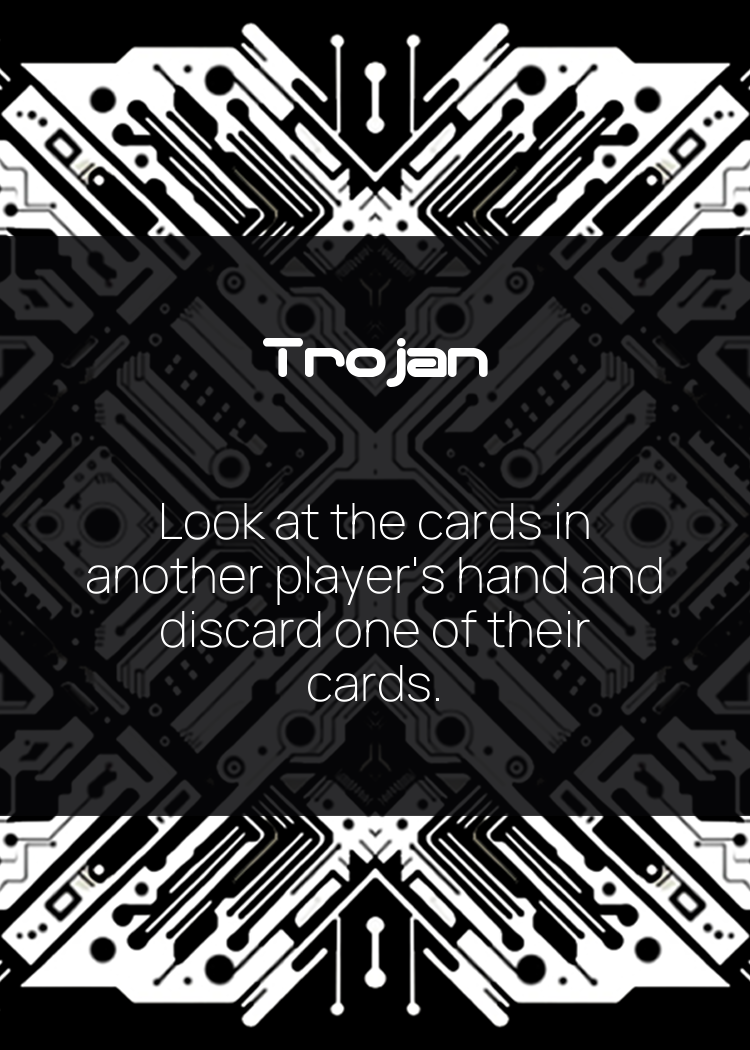 Trojan
Look at the cards in
another player's hand and
discard one of their
cards.